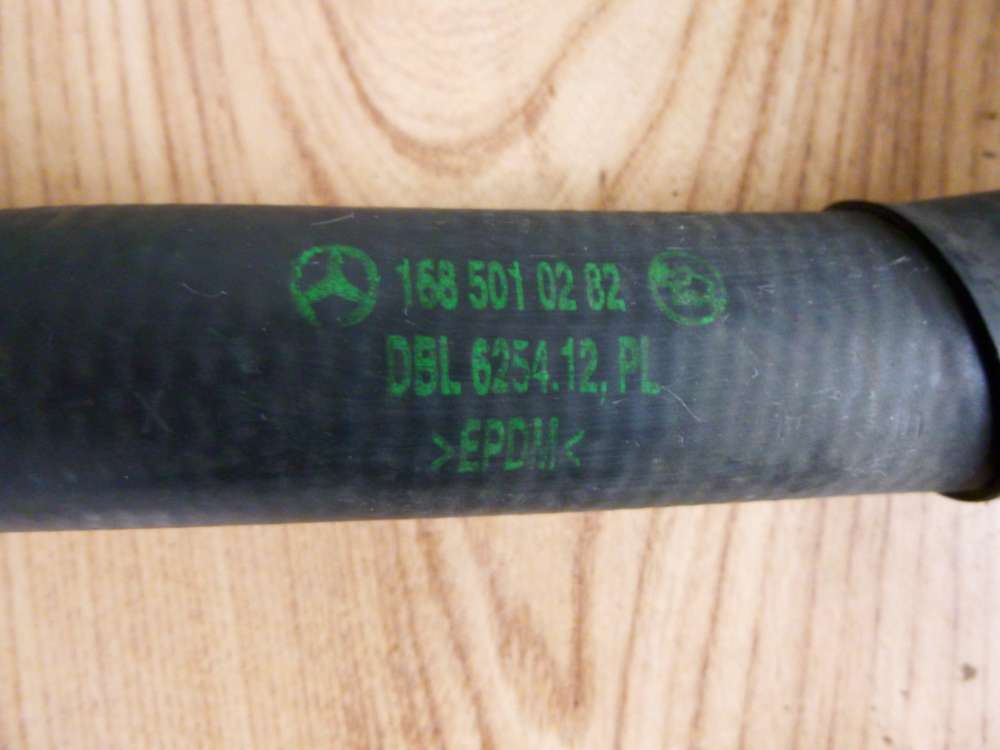 168 501 02 82
DBL 6254.12, PL
>EPDM<